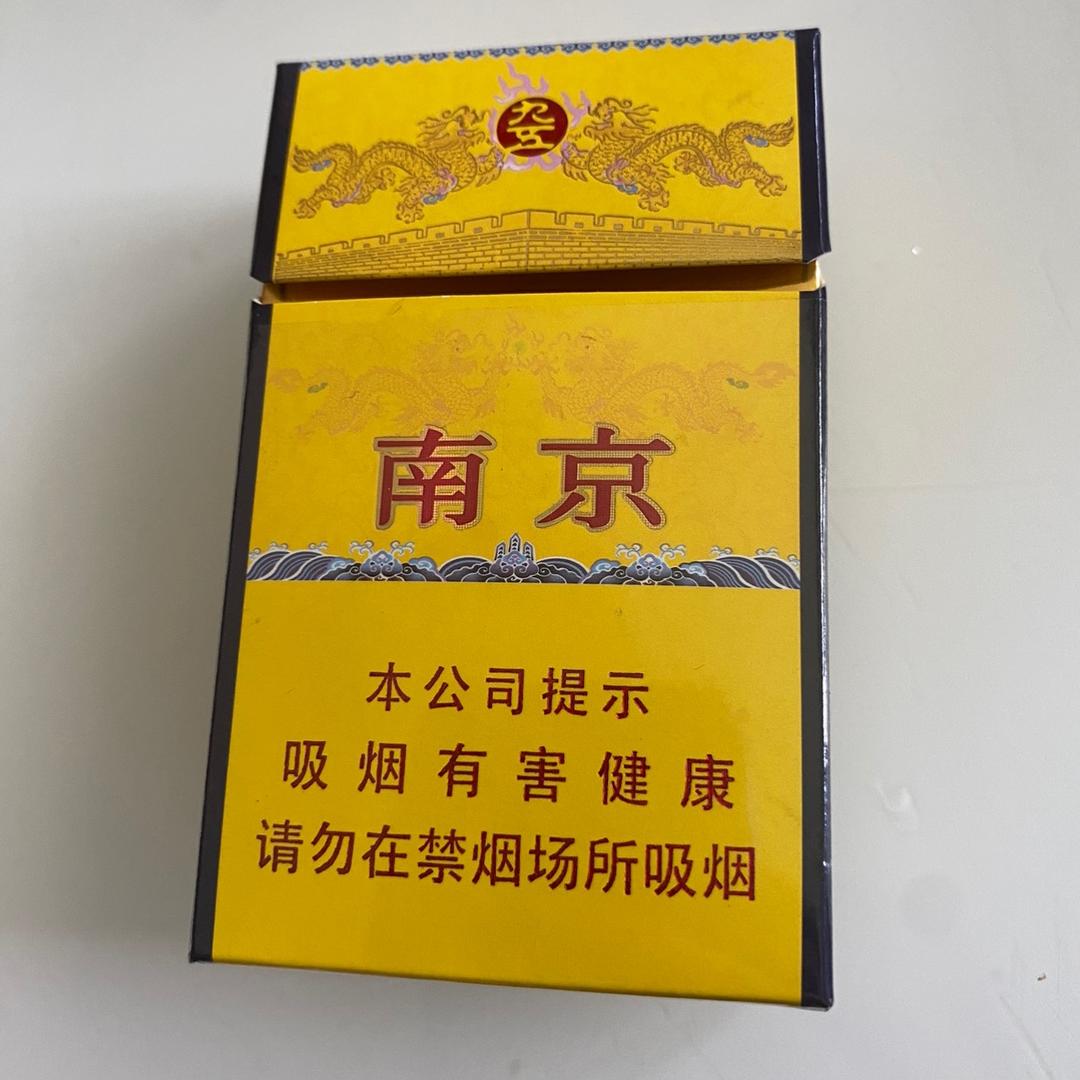 九五
南京
本公司提示
吸烟有害健康
请勿在禁烟场所吸烟